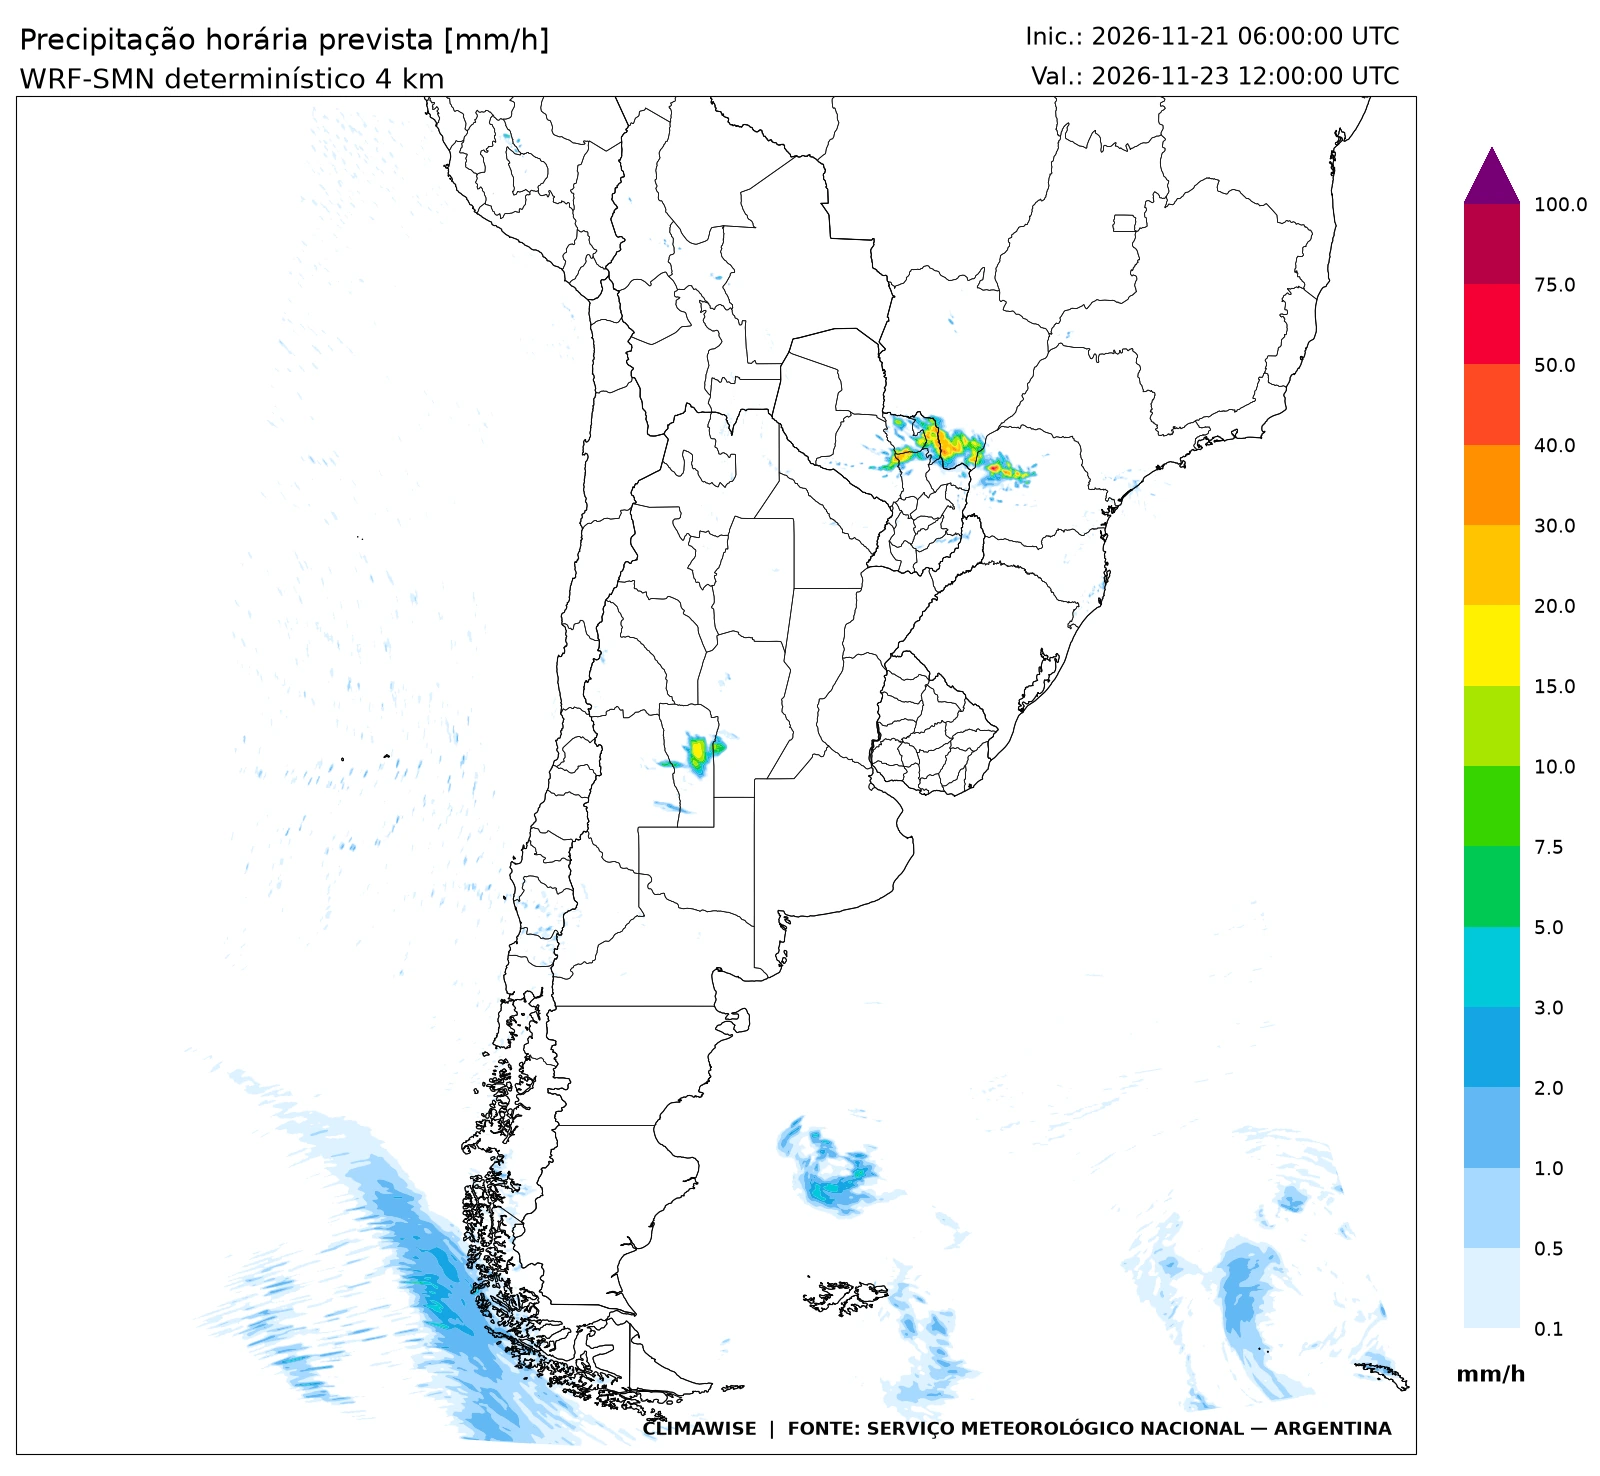 Precipitação horária prevista [mm/h]
WRF-SMN determinístico 4 km
Inic.: 2026-11-21 06:00:00 UTC
Val.: 2026-11-23 12:00:00 UTC
100.0
75.0
50.0
40.0
30.0
20.0
15.0
10.0
7.5
5.0
3.0
2.0
1.0
0.5
0.1
mm/h
CLIMAWISE | FONTE: SERVIÇO METEOROLÓGICO NACIONAL — ARGENTINA